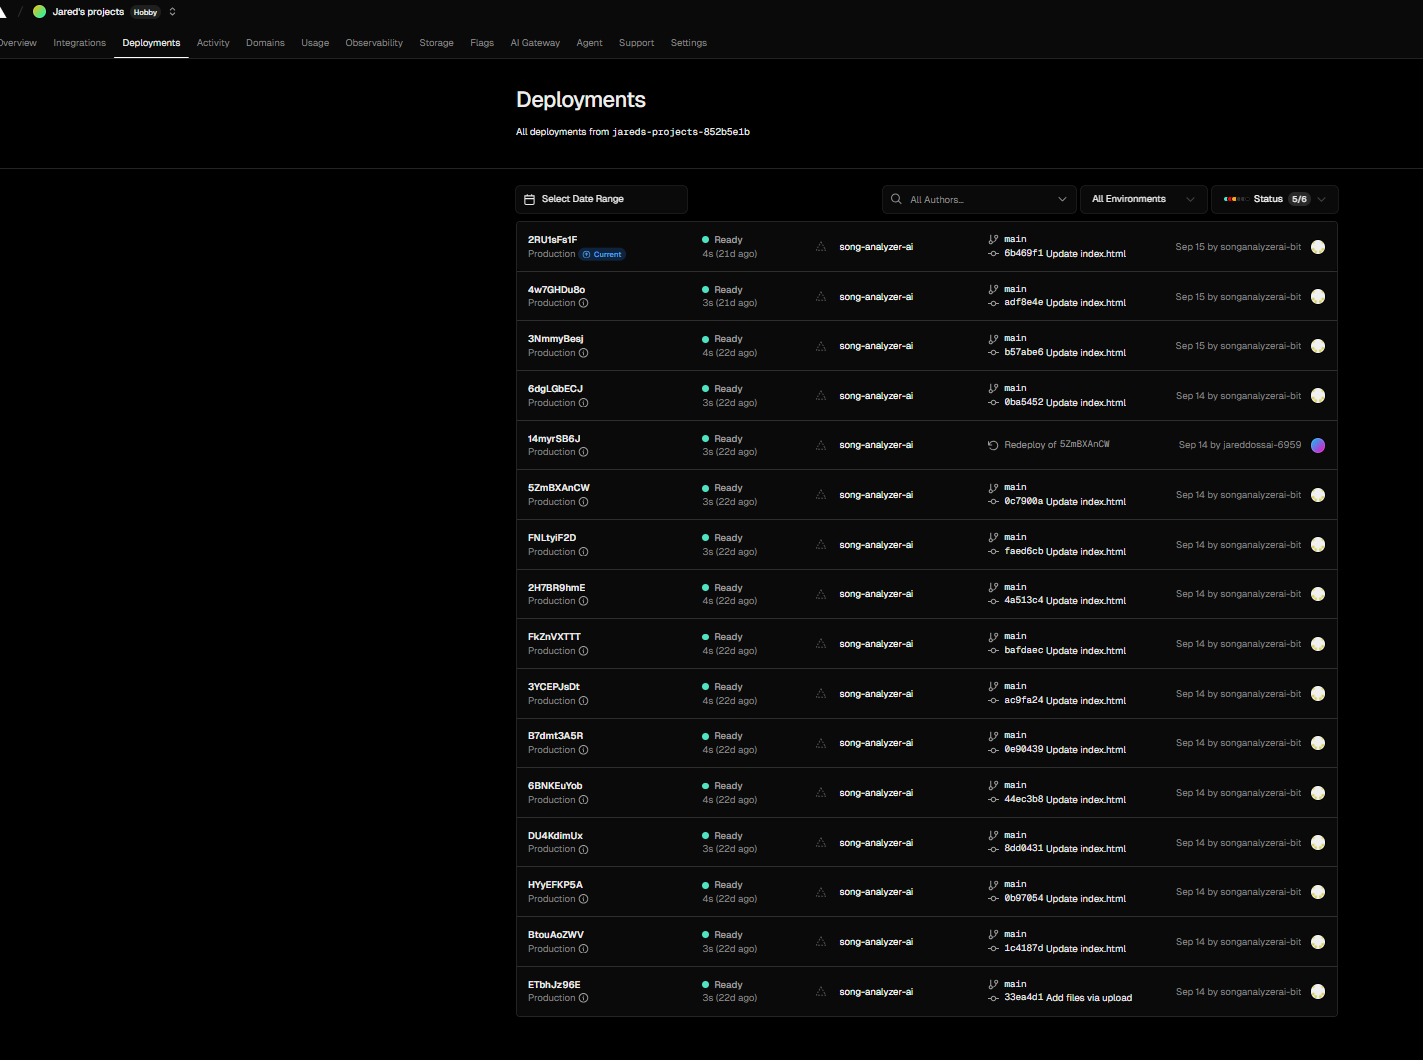 Jared's projects Hobby
Overview Integrations Deployments Activity Domains Usage Observability Storage Flags AI Gateway Agent Support Settings
Deployments
All deployments from jareds-projects-852b5e1b
Select Date Range All Authors... All Environments Status 5/6
2RU1sFs1F Ready song-analyzer-ai main Sep 15 by songanalyzerai-bit
Production Current 4s (21d ago) 6b469f1 Update index.html
4w7GHDu8o Ready song-analyzer-ai main Sep 15 by songanalyzerai-bit
Production 3s (21d ago) adf8e4e Update index.html
3NmmyBesj Ready song-analyzer-ai main Sep 15 by songanalyzerai-bit
Production 4s (22d ago) b57abe6 Update index.html
6dgLGbECJ Ready song-analyzer-ai main Sep 14 by songanalyzerai-bit
Production 3s (22d ago) 0ba5452 Update index.html
14myrSB6J Ready song-analyzer-ai Redeploy of 5ZmBXAnCW Sep 14 by jareddossai-6959
Production 3s (22d ago)
5ZmBXAnCW Ready song-analyzer-ai main Sep 14 by songanalyzerai-bit
Production 3s (22d ago) 0c7900a Update index.html
FNLtyiF2D Ready song-analyzer-ai main Sep 14 by songanalyzerai-bit
Production 3s (22d ago) faed6cb Update index.html
2H7BR9hmE Ready song-analyzer-ai main Sep 14 by songanalyzerai-bit
Production 4s (22d ago) 4a513c4 Update index.html
FkZnVXTTT Ready song-analyzer-ai main Sep 14 by songanalyzerai-bit
Production 4s (22d ago) bafdaec Update index.html
3YCEPJsDt Ready song-analyzer-ai main Sep 14 by songanalyzerai-bit
Production 4s (22d ago) ac9fa24 Update index.html
B7dmt3A5R Ready song-analyzer-ai main Sep 14 by songanalyzerai-bit
Production 4s (22d ago) 0e90439 Update index.html
6BNKEuYob Ready song-analyzer-ai main Sep 14 by songanalyzerai-bit
Production 4s (22d ago) 44ec3b8 Update index.html
DU4KdimUx Ready song-analyzer-ai main Sep 14 by songanalyzerai-bit
Production 3s (22d ago) 8dd0431 Update index.html
HYyEFKP5A Ready song-analyzer-ai main Sep 14 by songanalyzerai-bit
Production 4s (22d ago) 0b97054 Update index.html
BtouAoZWV Ready song-analyzer-ai main Sep 14 by songanalyzerai-bit
Production 3s (22d ago) 1c4187d Update index.html
ETbhJz96E Ready song-analyzer-ai main Sep 14 by songanalyzerai-bit
Production 3s (22d ago) 33ea4d1 Add files via upload